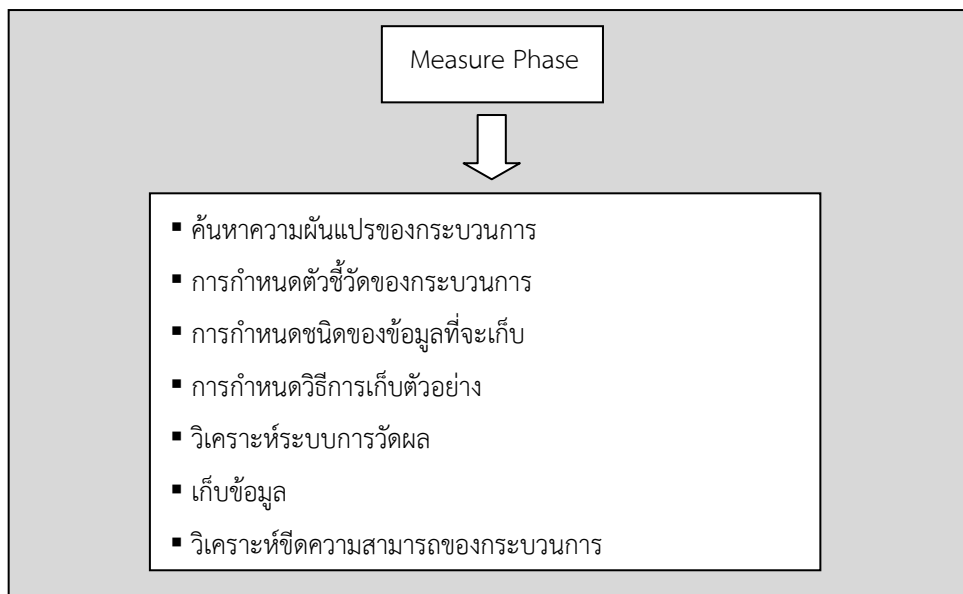 Measure Phase
▪ ค้นหาความผันแปรของกระบวนการ
▪ การกำหนดตัวชี้วัดของกระบวนการ
▪ การกำหนดชนิดของข้อมูลที่จะเก็บ
▪ การกำหนดวิธีการเก็บตัวอย่าง
▪ วิเคราะห์ระบบการวัดผล
▪ เก็บข้อมูล
▪ วิเคราะห์ขีดความสามารถของกระบวนการ